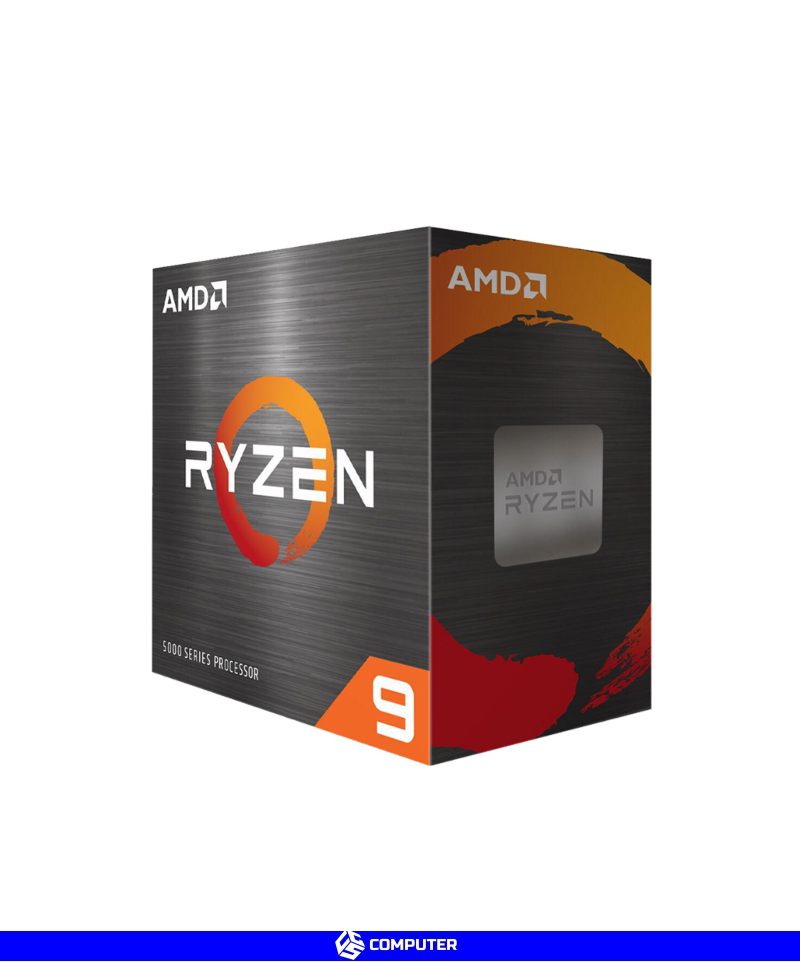 AMD
RYZEN
5000 SERIES PROCESSOR
9
AMD
AMD
RYZEN
COMPUTER